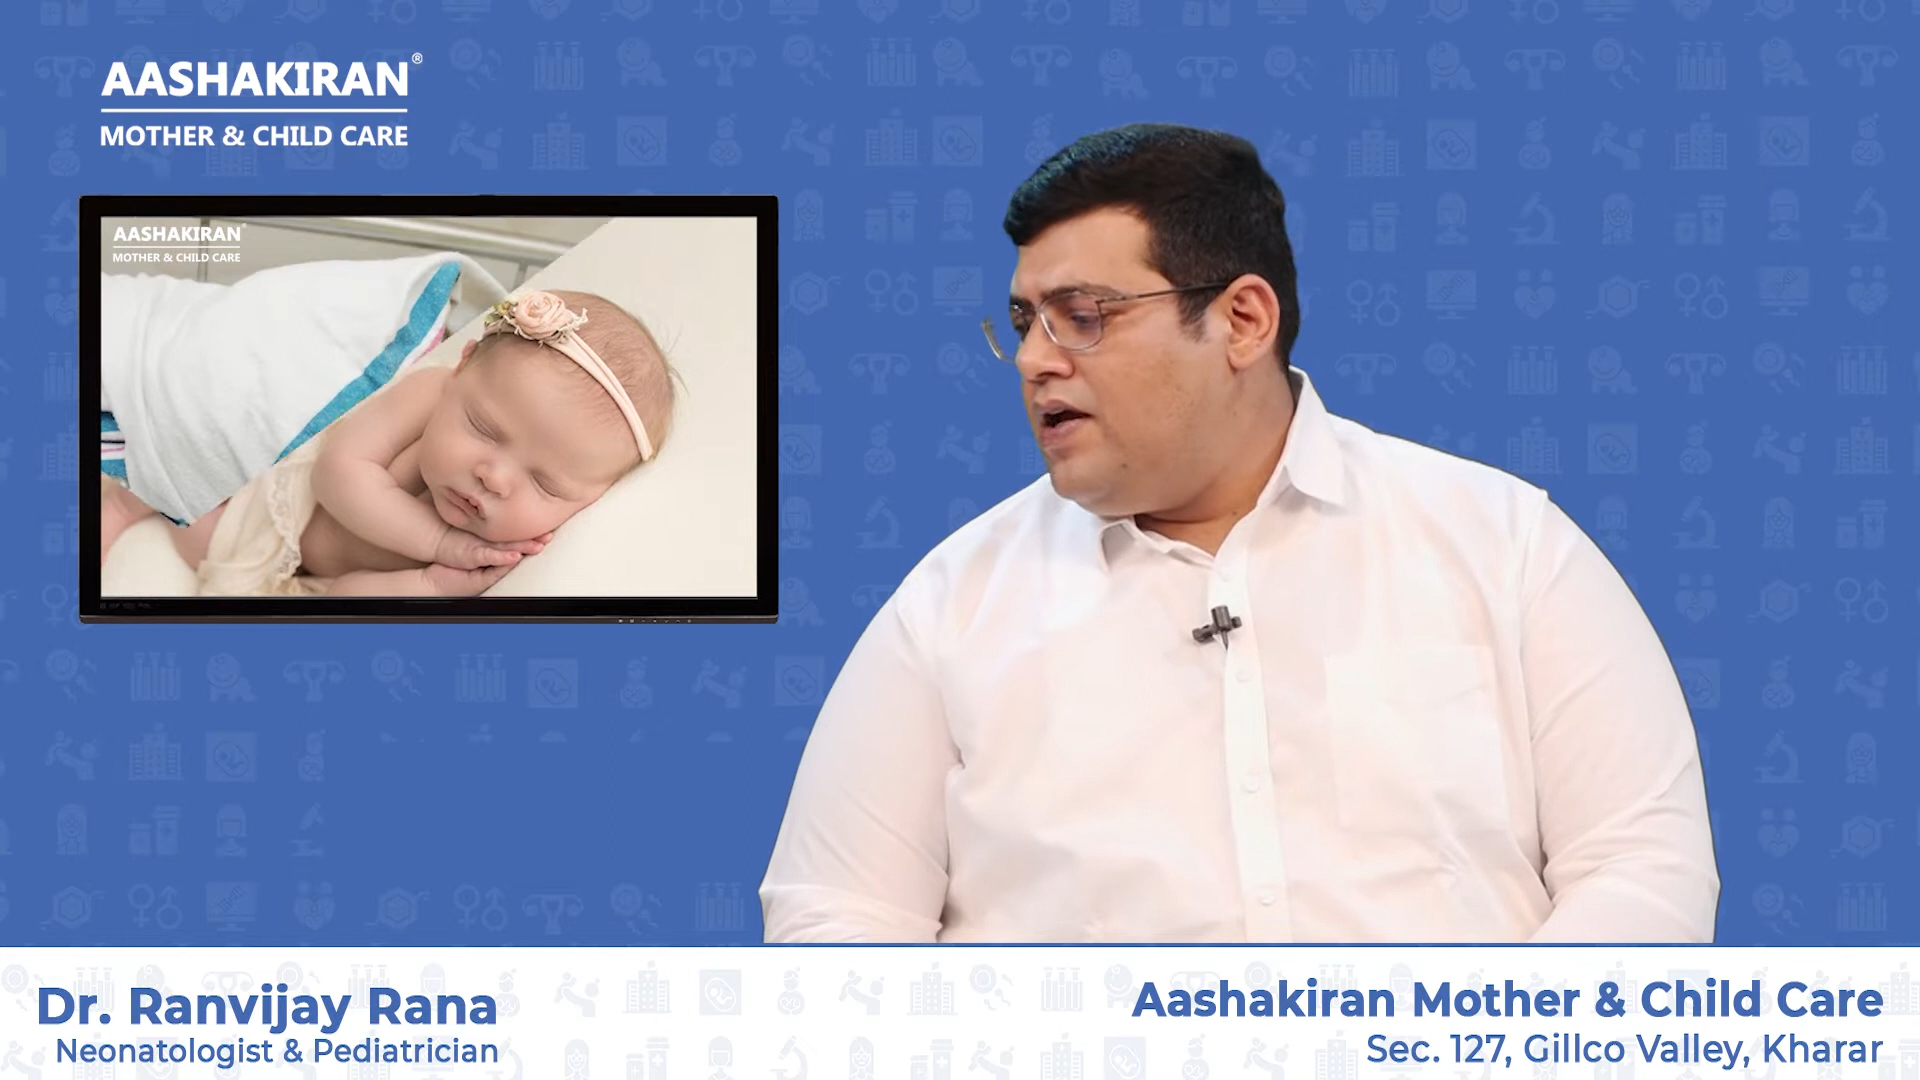 AASHAKIRAN®
MOTHER & CHILD CARE
AASHAKIRAN
MOTHER & CHILD CARE
Dr. Ranvijay Rana
Neonatologist & Pediatrician
Aashakiran Mother & Child Care
Sec. 127, Gillco Valley, Kharar